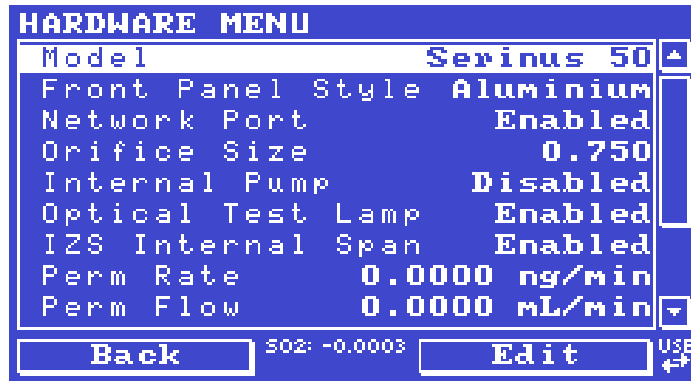 HARDWARE MENU
Model Serinus 50
Front Panel Style Aluminium
Network Port Enabled
Orifice Size 0.750
Internal Pump Disabled
Optical Test Lamp Enabled
IZS Internal Span Enabled
Perm Rate 0.0000 ng/min
Perm Flow 0.0000 mL/min
Back SO2: -0.0003 Edit USB